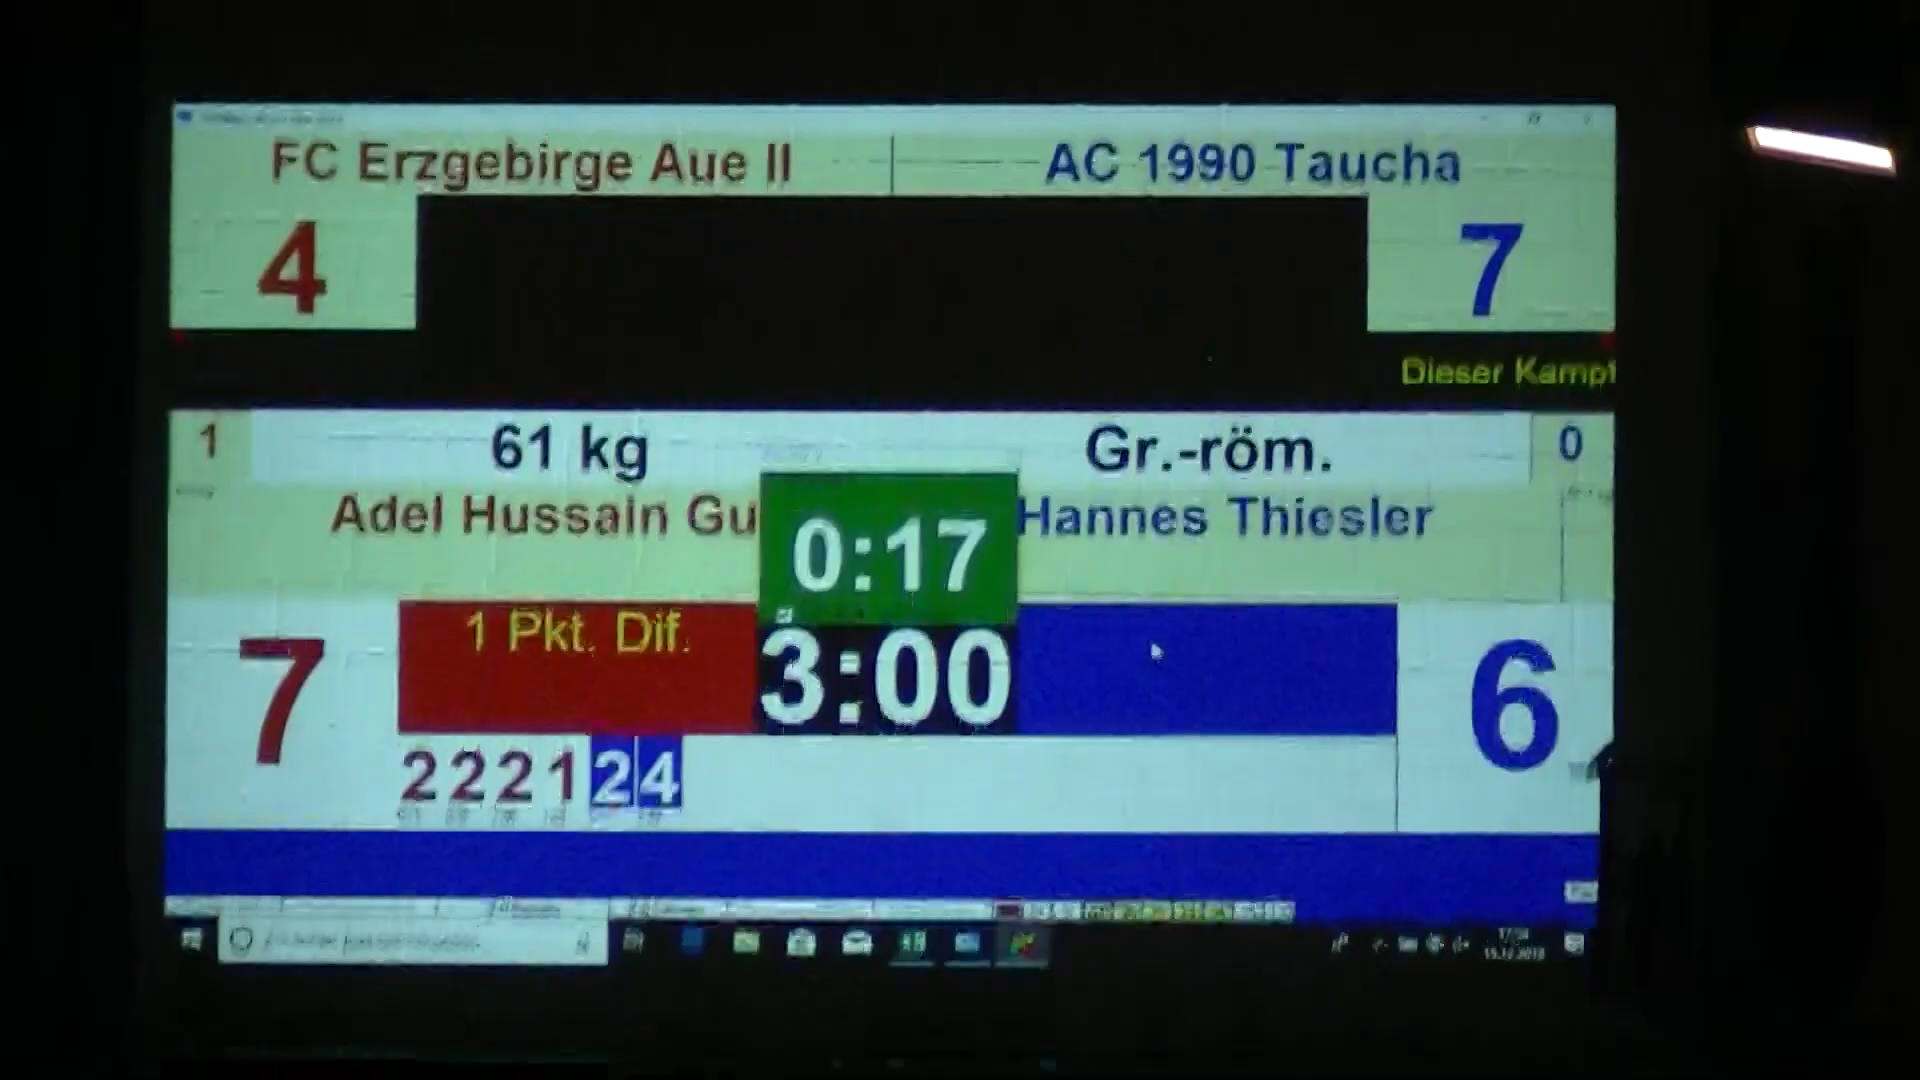 FC Erzgebirge Aue II
AC 1990 Taucha
4
7
Dieser Kampf
1
61 kg
Gr.-röm.
0
Adel Hussain Gu
0:17
Hannes Thiesler
7
1 Pkt. Dif.
3:00
6
2 2 2 1 2 4